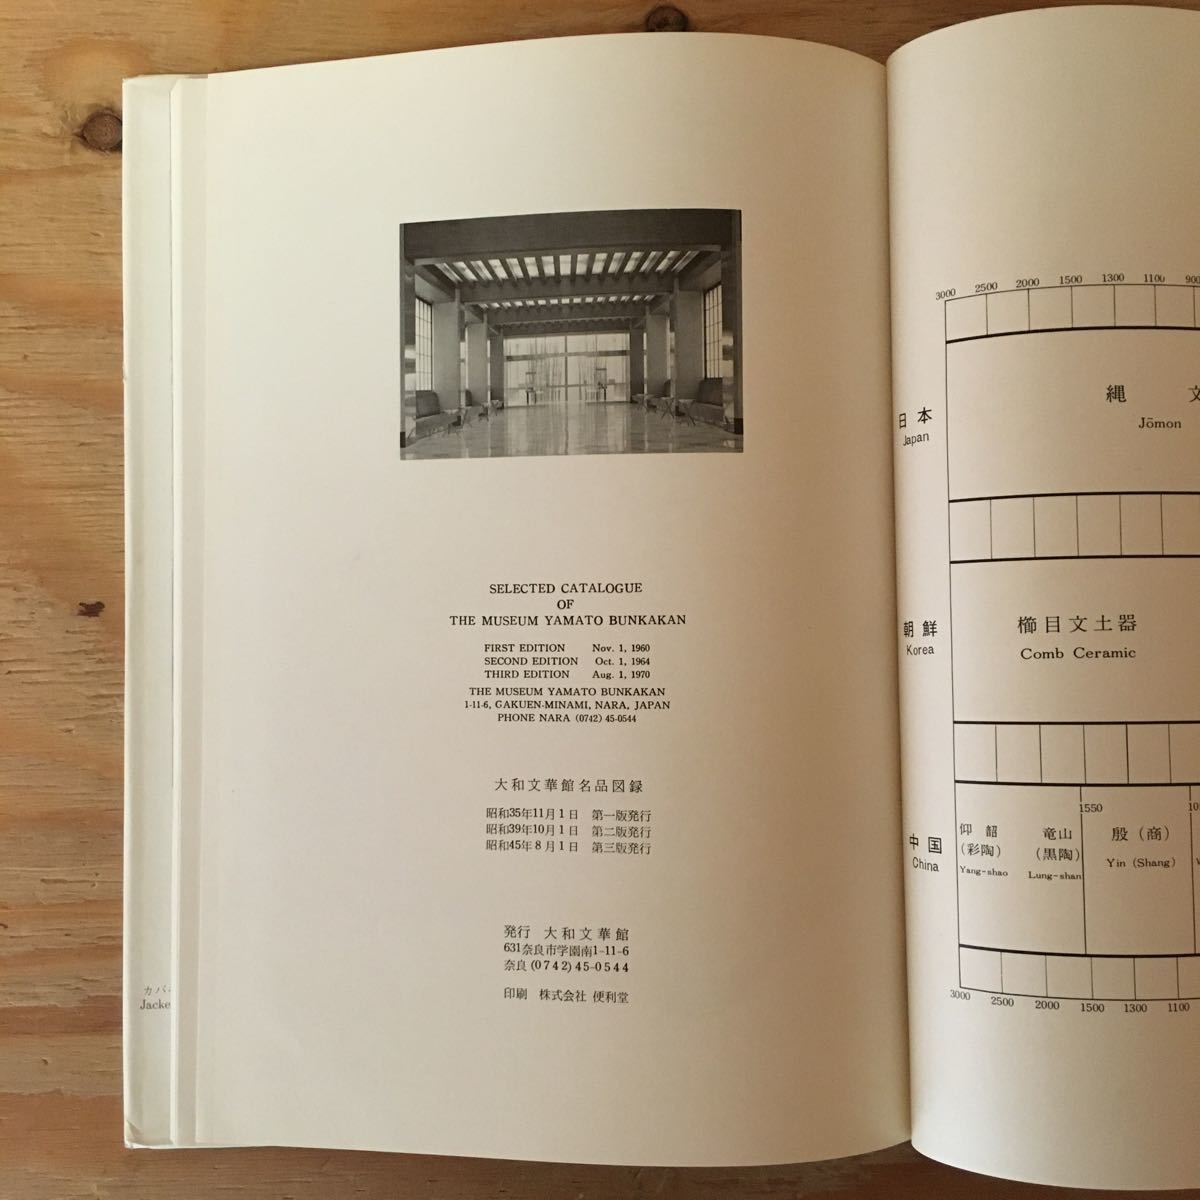 SELECTED CATALOGUE
OF
THE MUSEUM YAMATO BUNKAKAN
FIRST EDITION Nov. 1, 1960
SECOND EDITION Oct. 1, 1964
THIRD EDITION Aug. 1, 1970
THE MUSEUM YAMATO BUNKAKAN
1-11-6, GAKUEN-MINAMI, NARA, JAPAN
PHONE NARA (0742) 45-0544
大和文華館名品図録
昭和35年11月1日 第一版発行
昭和39年10月1日 第二版発行
昭和45年8月1日 第三版発行
発行 大和文華館
631奈良市学園南1-11-6
奈良(0742)45-0544
印刷 株式会社 便利堂
カバ
Jacke
3000 2500 2000 1500 1300 1100 900
日本
Japan
縄 文
Jōmon
朝鮮
Korea
櫛目文土器
Comb Ceramic
中国
China
1550
仰韶
(彩陶)
Yang-shao
竜山
(黒陶)
Lung-shan
殷(商)
Yin (Shang)
3000 2500 2000 1500 1300 1100